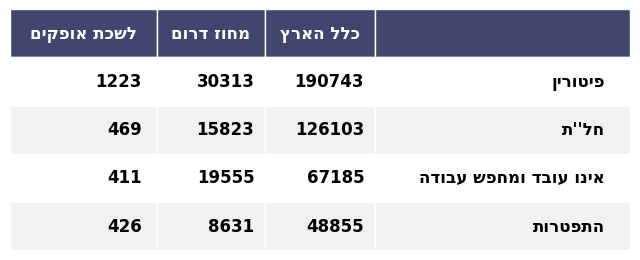 כלל הארץ מחוז דרום לשכת אופקים
פיטורין 190743 30313 1223
חל''ת 126103 15823 469
אינו עובד ומחפש עבודה 67185 19555 411
התפטרות 48855 8631 426